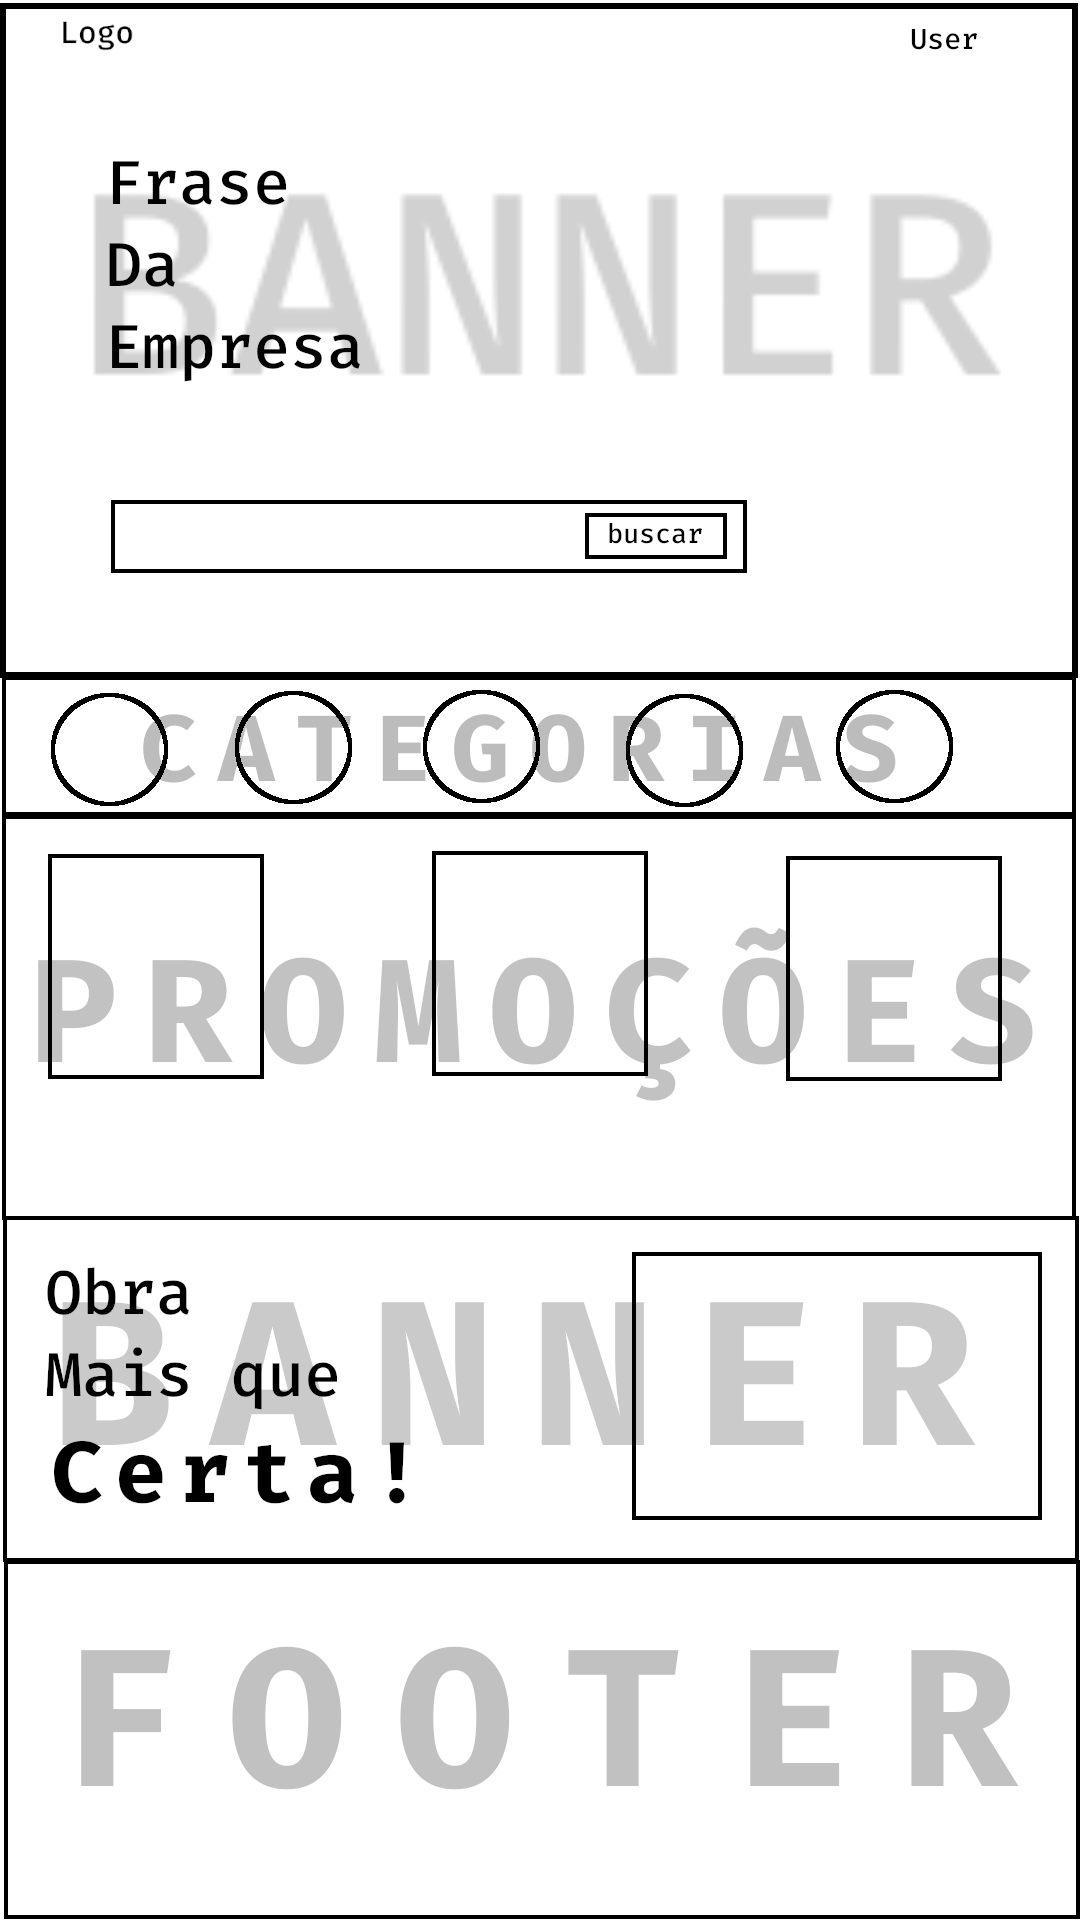 Logo
User
Frase
Da
Empresa
BANNER
buscar
CATEGORIAS
PROMOÇÕES
Obra
Mais que
Certa!
BANNER
FOOTER